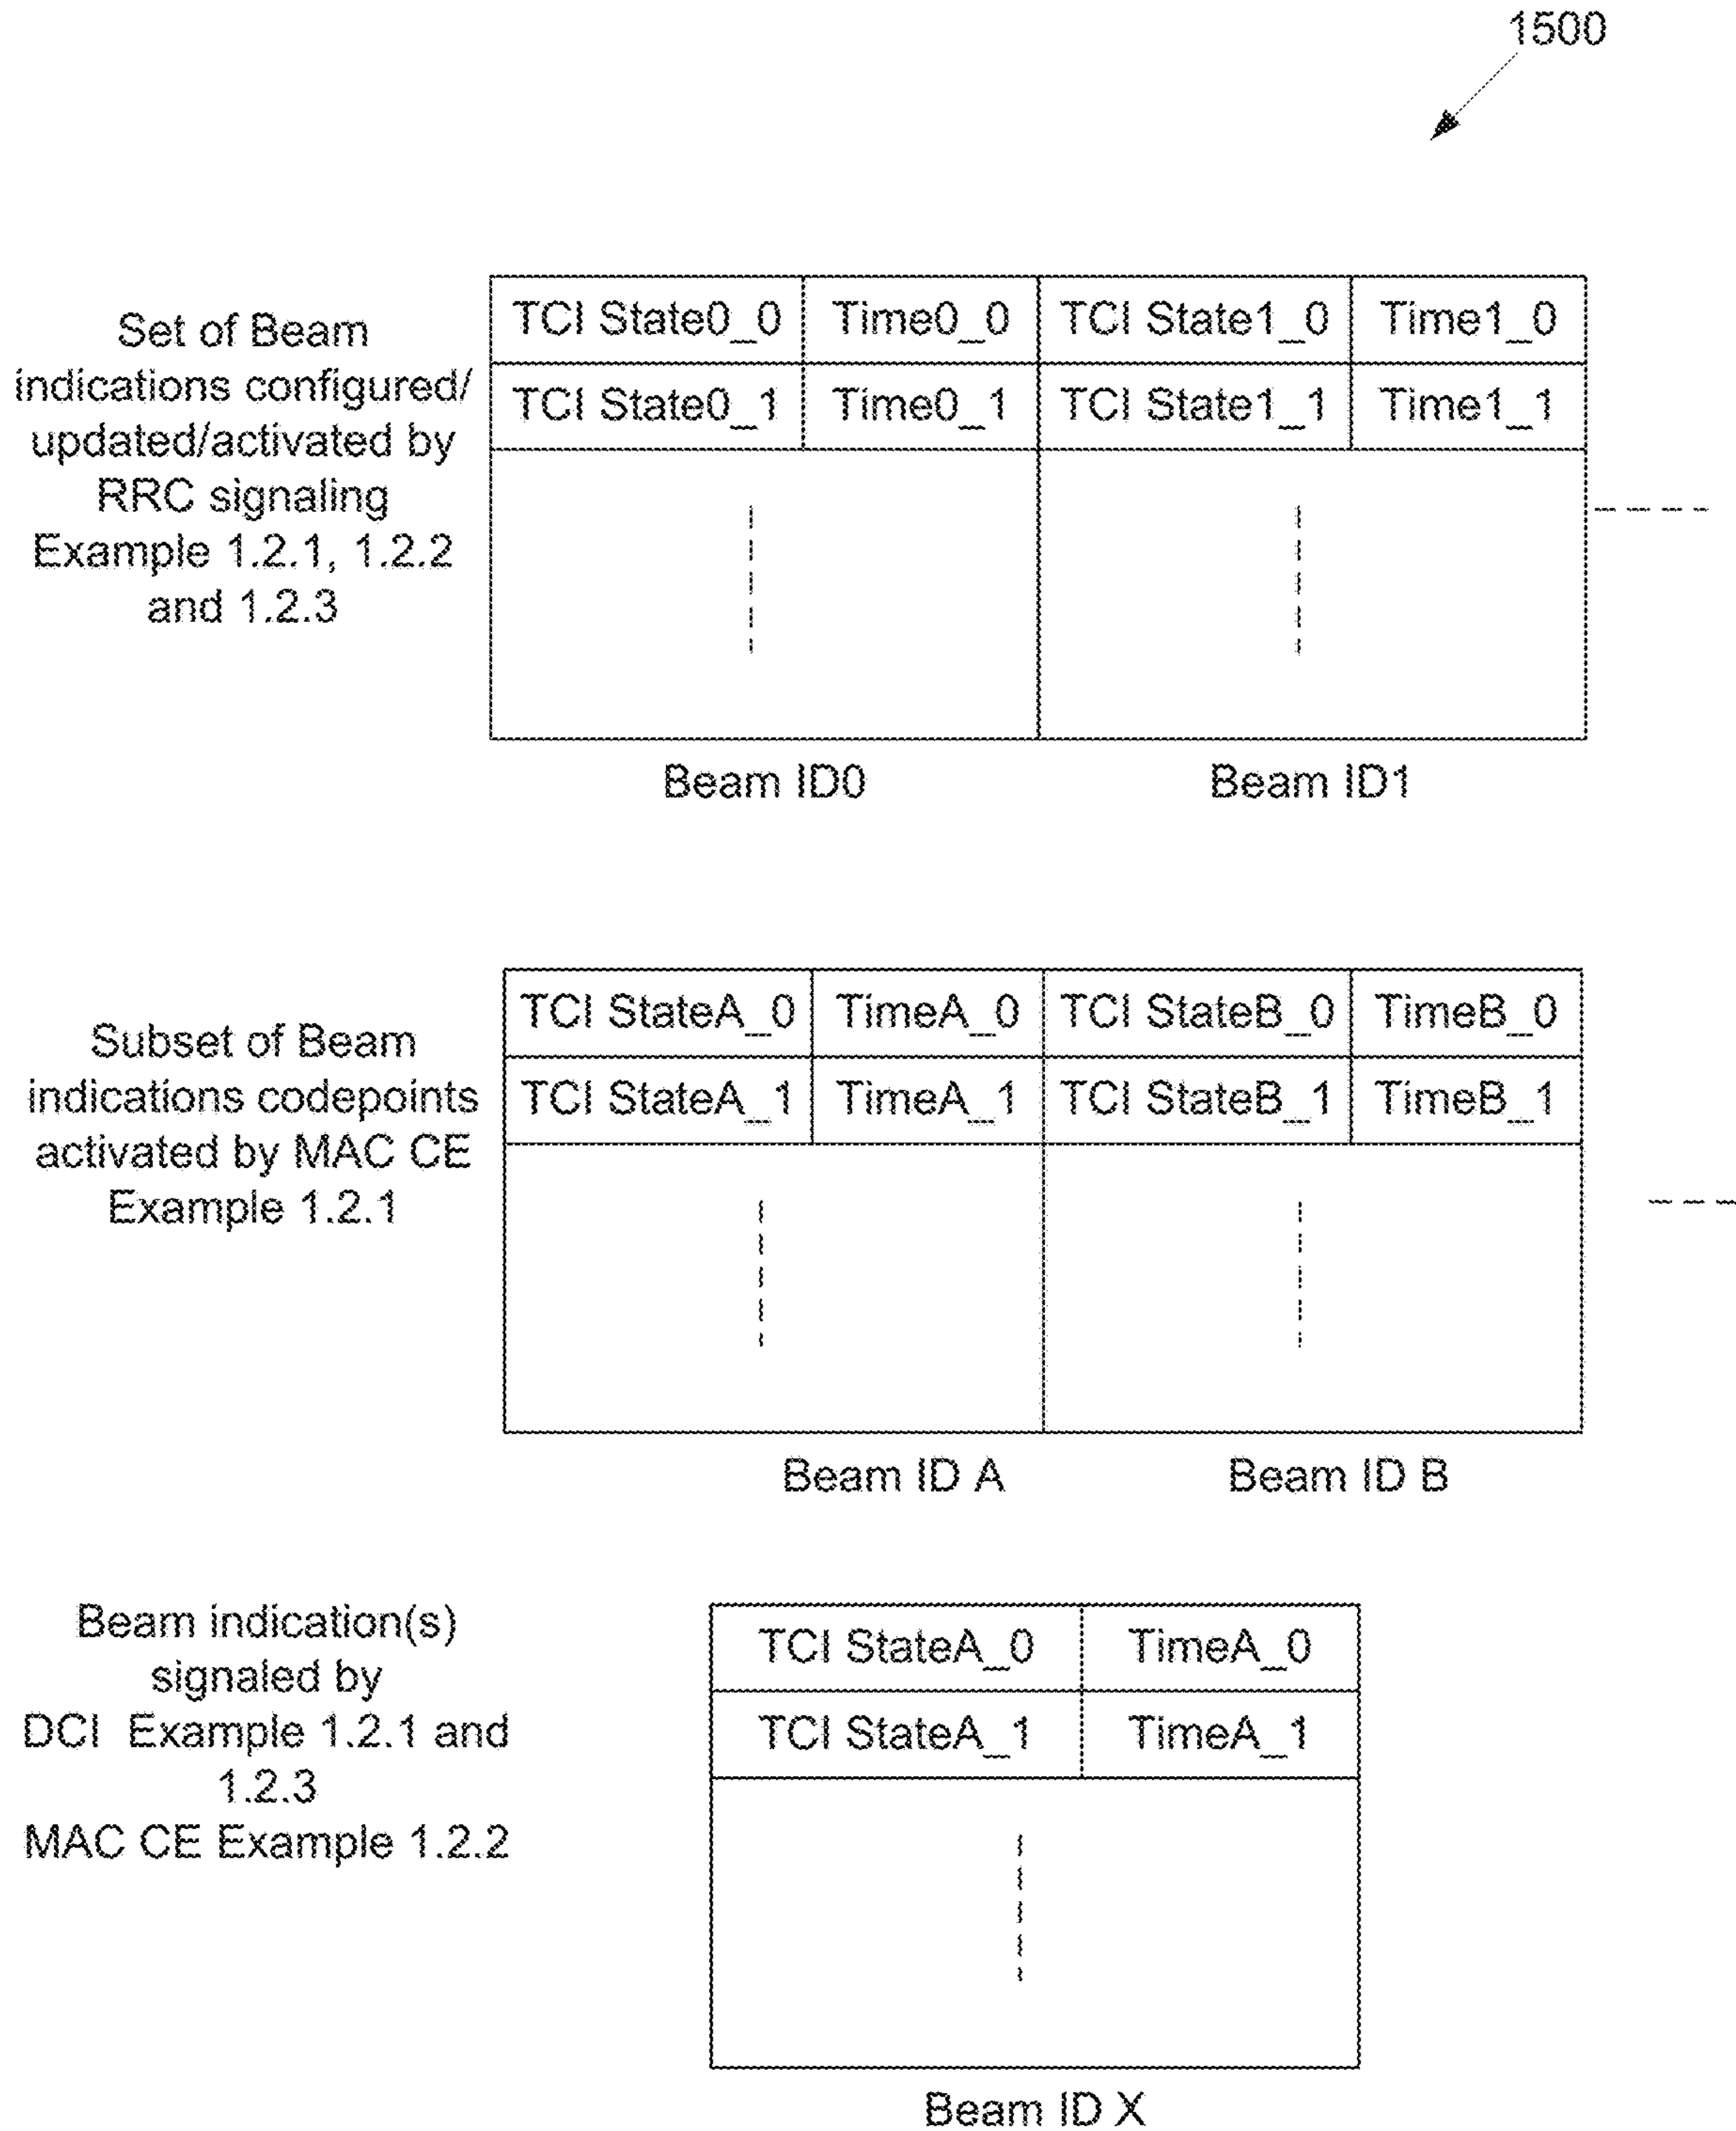 1500
Set of Beam
indications configured/
updated/activated by
RRC signaling
Example 1.2.1, 1.2.2
and 1.2.3
TCI State0_0 Time0_0 TCI State1_0 Time1_0
TCI State0_1 Time0_1 TCI State1_1 Time1_1
Beam ID0 Beam ID1
Subset of Beam
indications codepoints
activated by MAC CE
Example 1.2.1
TCI StateA_0 TimeA_0 TCI StateB_0 TimeB_0
TCI StateA_1 TimeA_1 TCI StateB_1 TimeB_1
Beam ID A Beam ID B
Beam indication(s)
signaled by
DCI Example 1.2.1 and
1.2.3
MAC CE Example 1.2.2
TCI StateA_0 TimeA_0
TCI StateA_1 TimeA_1
Beam ID X